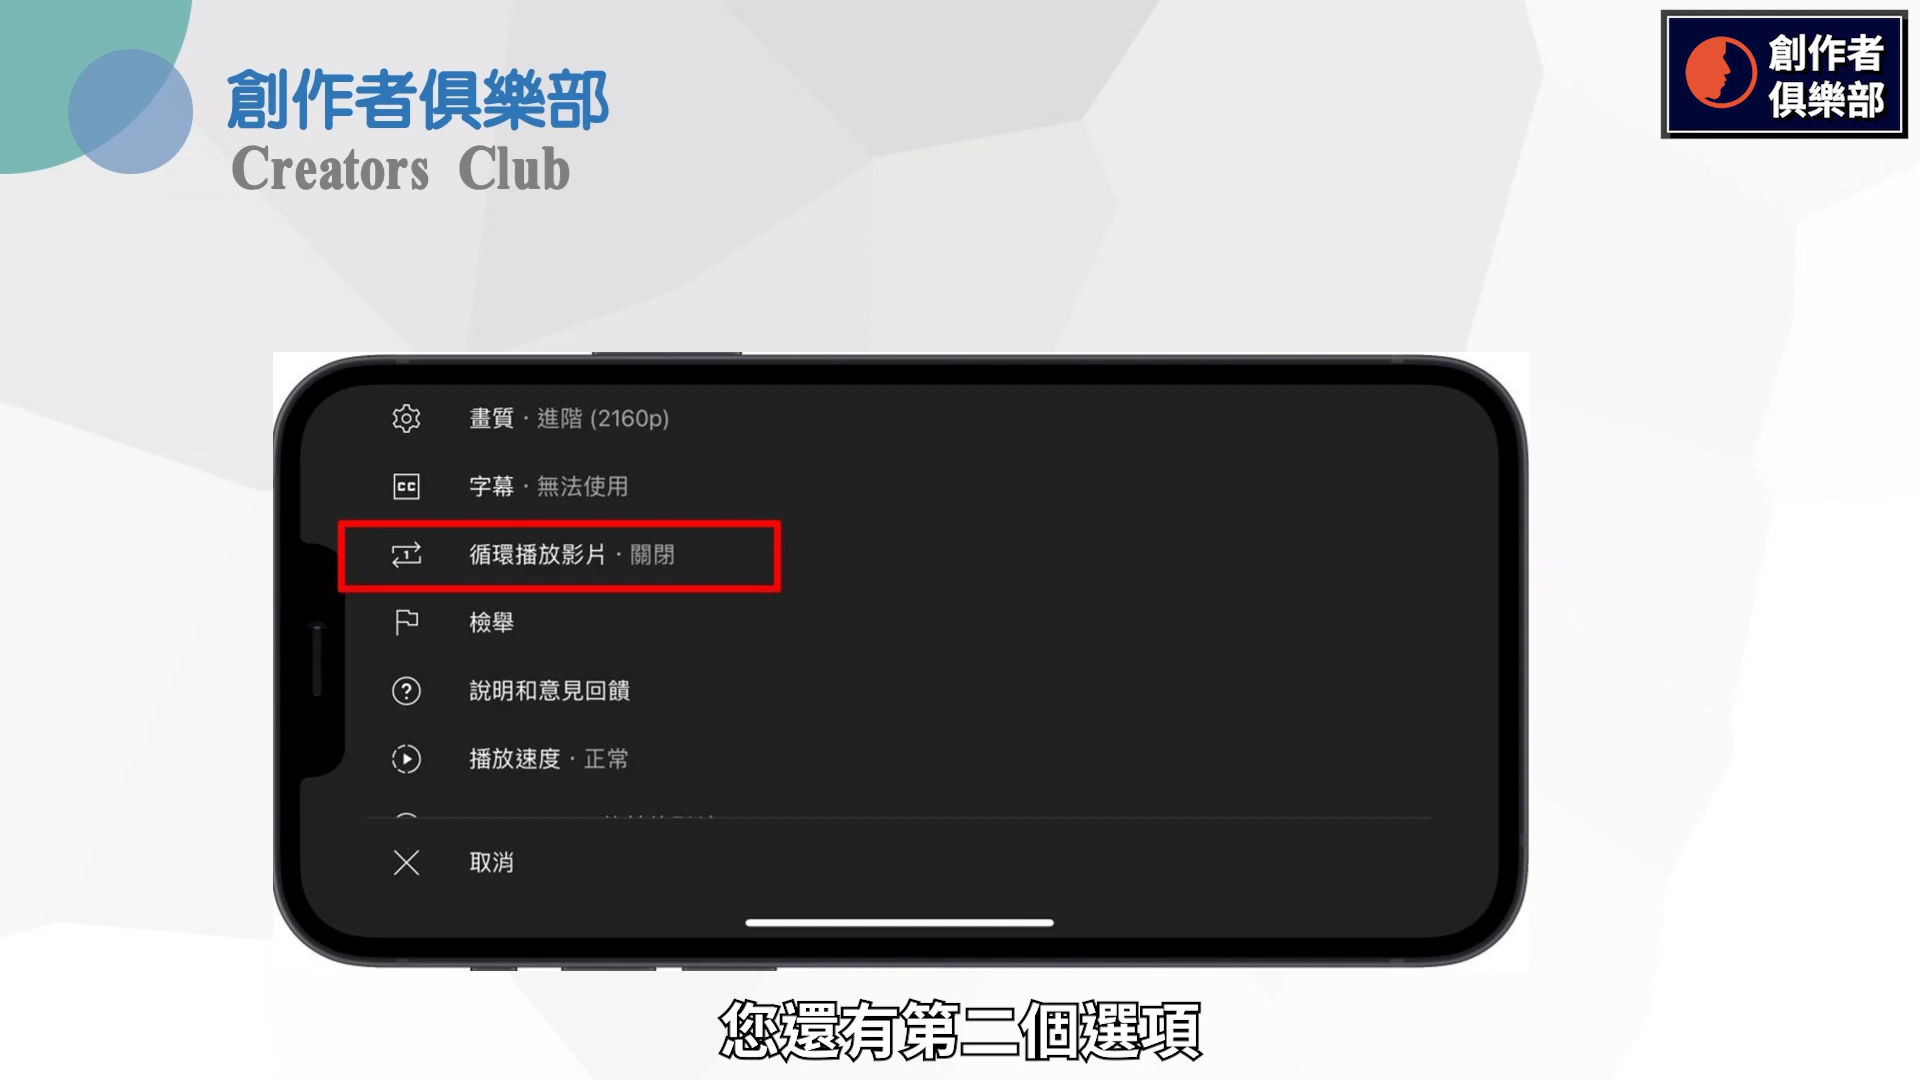 創作者俱樂部
Creators Club
創作者
俱樂部
畫質 · 進階 (2160p)
CC 字幕 · 無法使用
1 循環播放影片 · 關閉
檢舉
? 說明和意見回饋
播放速度 · 正常
取消
您還有第二個選項